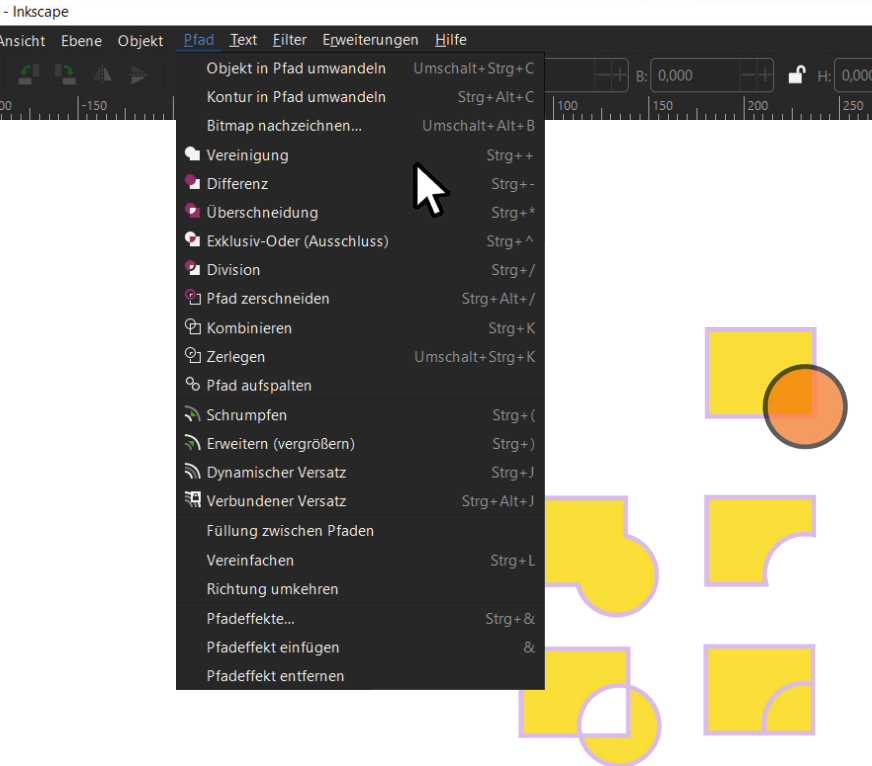 - Inkscape
Ansicht Ebene Objekt Pfad Text Filter Erweiterungen Hilfe
B: 0,000 H: 0,000
00 -150 100 150 200 250
Objekt in Pfad umwandeln Umschalt+Strg+C
Kontur in Pfad umwandeln Strg+Alt+C
Bitmap nachzeichnen... Umschalt+Alt+B
Vereinigung Strg++
Differenz Strg+-
Überschneidung Strg+*
Exklusiv-Oder (Ausschluss) Strg+^
Division Strg+/
Pfad zerschneiden Strg+Alt+/
Kombinieren Strg+K
Zerlegen Umschalt+Strg+K
Pfad aufspalten
Schrumpfen Strg+(
Erweitern (vergrößern) Strg+)
Dynamischer Versatz Strg+J
Verbundener Versatz Strg+Alt+J
Füllung zwischen Pfaden
Vereinfachen Strg+L
Richtung umkehren
Pfadeffekte... Strg+&
Pfadeffekt einfügen &
Pfadeffekt entfernen